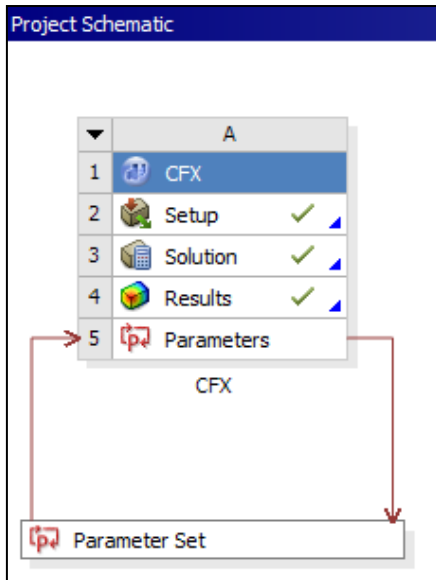 Project Schematic
A
1 CFX
2 Setup
3 Solution
4 Results
5 Parameters
CFX
Parameter Set